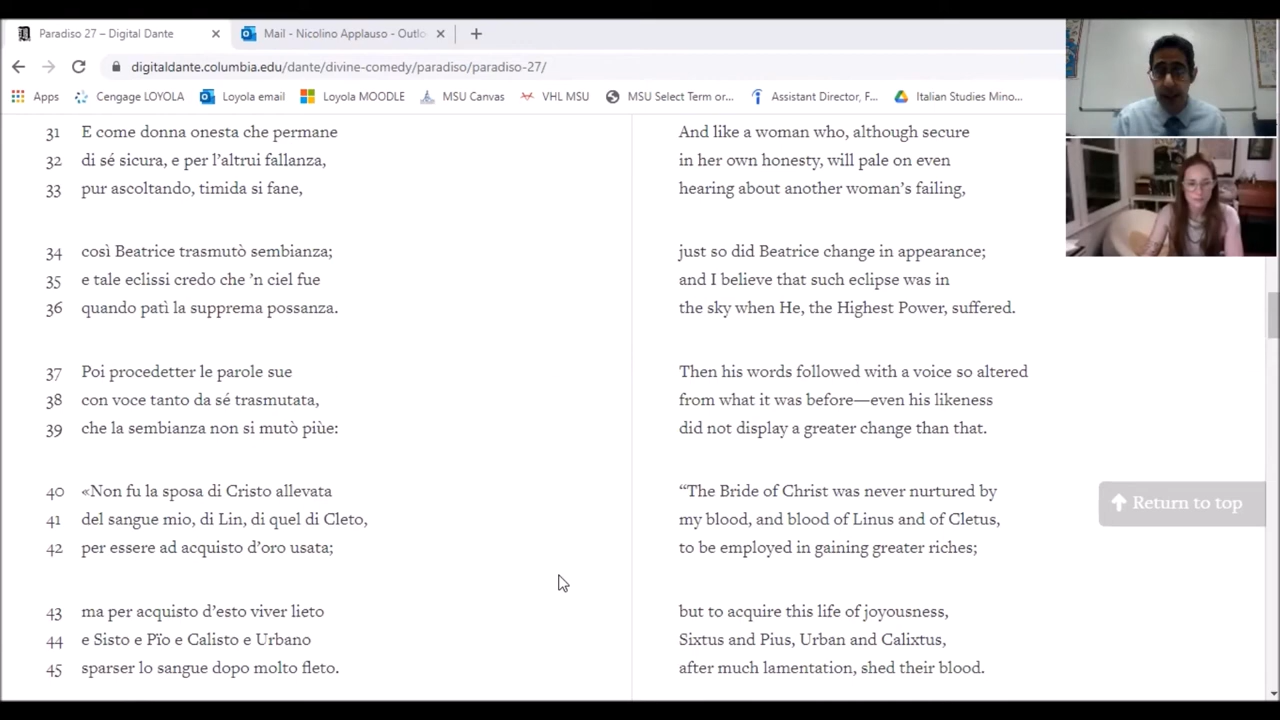 Paradiso 27 – Digital Dante
Mail - Nicolino Applauso - Outlo
digitaldante.columbia.edu/dante/divine-comedy/paradiso/paradiso-27/
Apps
Cengage LOYOLA
Loyola email
Loyola MOODLE
MSU Canvas
VHL MSU
MSU Select Term or...
Assistant Director, F...
Italian Studies Mino...
31 E come donna onesta che permane
32 di sé sicura, e per l’altrui fallanza,
33 pur ascoltando, timida si fane,
34 così Beatrice trasmutò sembianza;
35 e tale eclissi credo che ’n ciel fue
36 quando patì la supprema possanza.
37 Poi procedetter le parole sue
38 con voce tanto da sé trasmutata,
39 che la sembianza non si mutò piùe:
40 «Non fu la sposa di Cristo allevata
41 del sangue mio, di Lin, di quel di Cleto,
42 per essere ad acquisto d’oro usata;
43 ma per acquisto d’esto viver lieto
44 e Sisto e Pïo e Calisto e Urbano
45 sparser lo sangue dopo molto fleto.
And like a woman who, although secure
in her own honesty, will pale on even
hearing about another woman’s failing,
just so did Beatrice change in appearance;
and I believe that such eclipse was in
the sky when He, the Highest Power, suffered.
Then his words followed with a voice so altered
from what it was before—even his likeness
did not display a greater change than that.
“The Bride of Christ was never nurtured by
my blood, and blood of Linus and of Cletus,
to be employed in gaining greater riches;
but to acquire this life of joyousness,
Sixtus and Pius, Urban and Calixtus,
after much lamentation, shed their blood.
Return to top